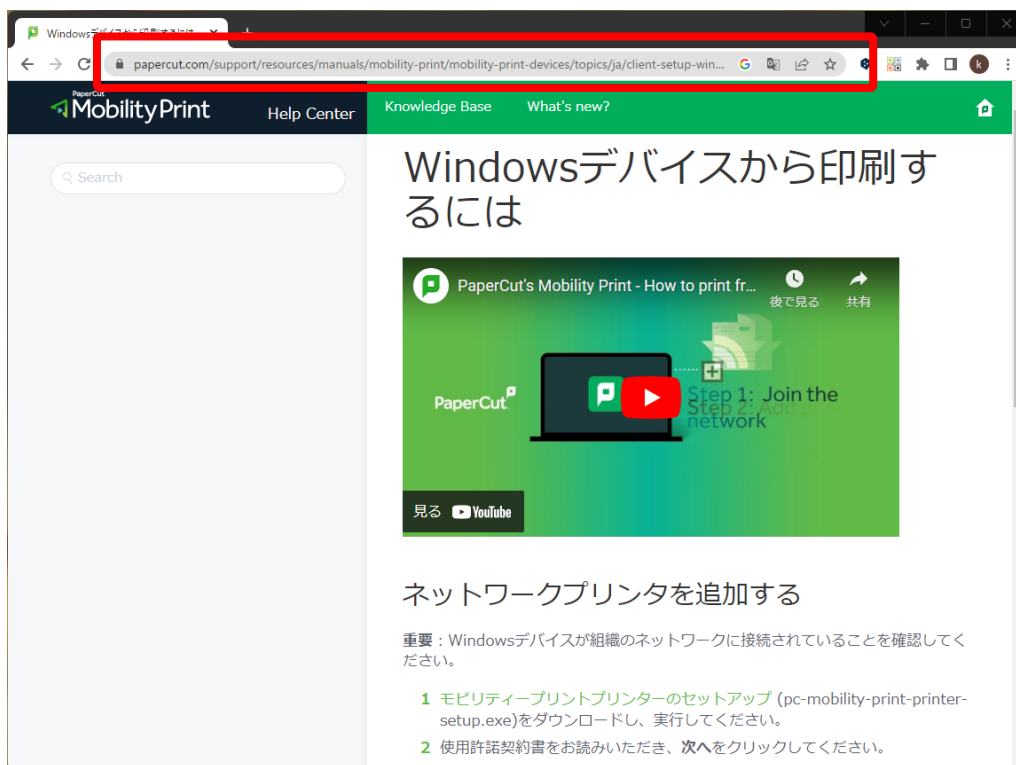 Windowsデバイスから印刷するには
papercut.com/support/resources/manuals/mobility-print/mobility-print-devices/topics/ja/client-setup-win...
k
PaperCut
Mobility Print
Help Center
Knowledge Base
What's new?
Search
Windowsデバイスから印刷す
るには
PaperCut's Mobility Print - How to print fr...
後で見る
共有
PaperCut
Step 1: Join the
Step 2: Add
network
見る YouTube
ネットワークプリンタを追加する
重要：Windowsデバイスが組織のネットワークに接続されていることを確認してく
ださい。
1 モビリティープリントプリンターのセットアップ (pc-mobility-print-printer-
setup.exe)をダウンロードし、実行してください。
2 使用許諾契約書をお読みいただき、次へをクリックしてください。